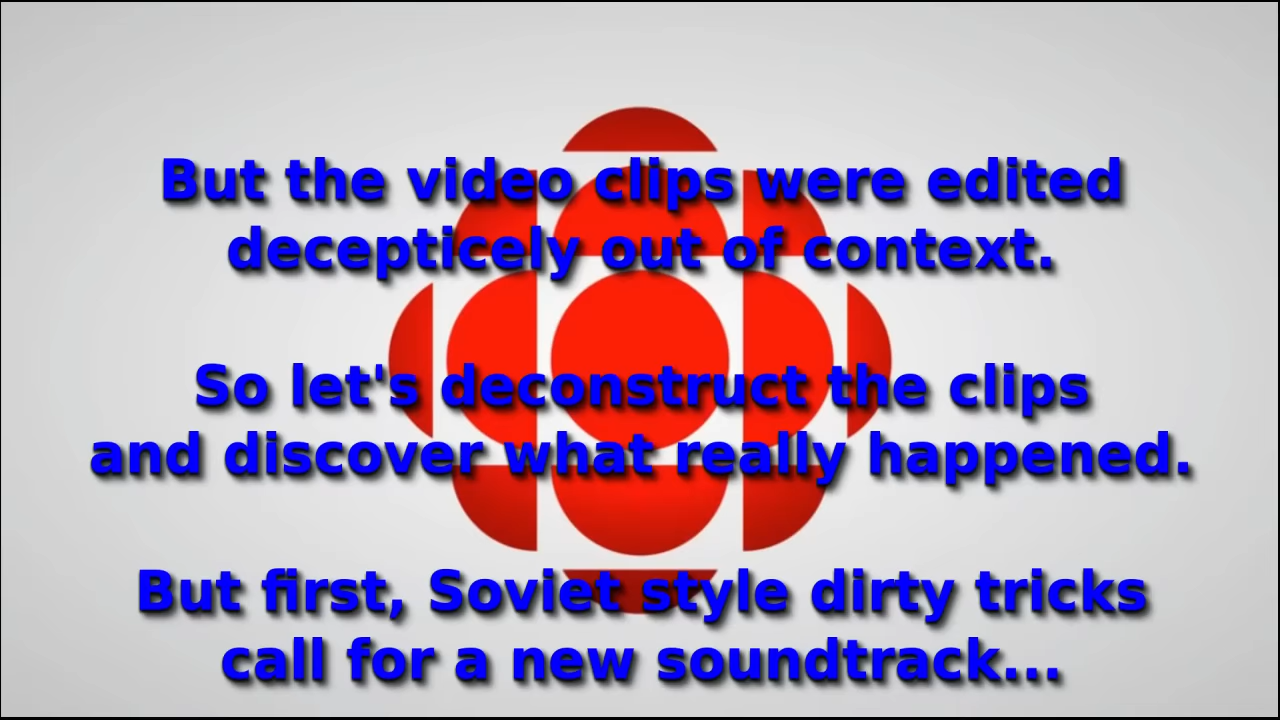 But the video clips were edited
decepticely out of context.
So let's deconstruct the clips
and discover what really happened.
But first, Soviet style dirty tricks
call for a new soundtrack...